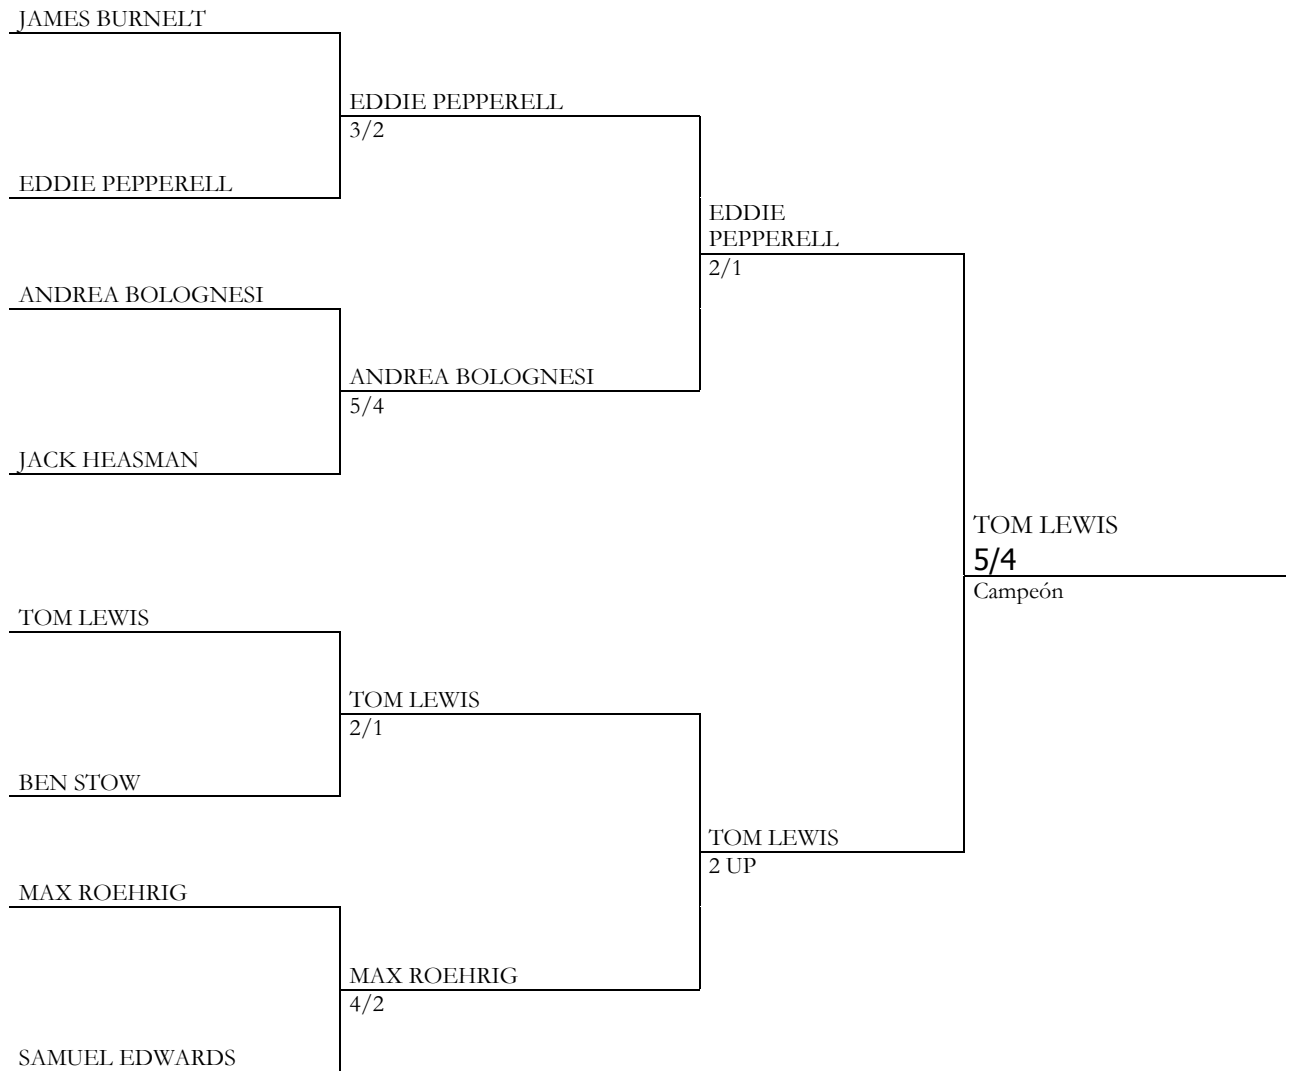 JAMES BURNELT
EDDIE PEPPERELL
3/2
EDDIE PEPPERELL
EDDIE
PEPPERELL
2/1
ANDREA BOLOGNESI
ANDREA BOLOGNESI
5/4
JACK HEASMAN
TOM LEWIS
5/4
Campeón
TOM LEWIS
TOM LEWIS
2/1
BEN STOW
TOM LEWIS
2 UP
MAX ROEHRIG
MAX ROEHRIG
4/2
SAMUEL EDWARDS